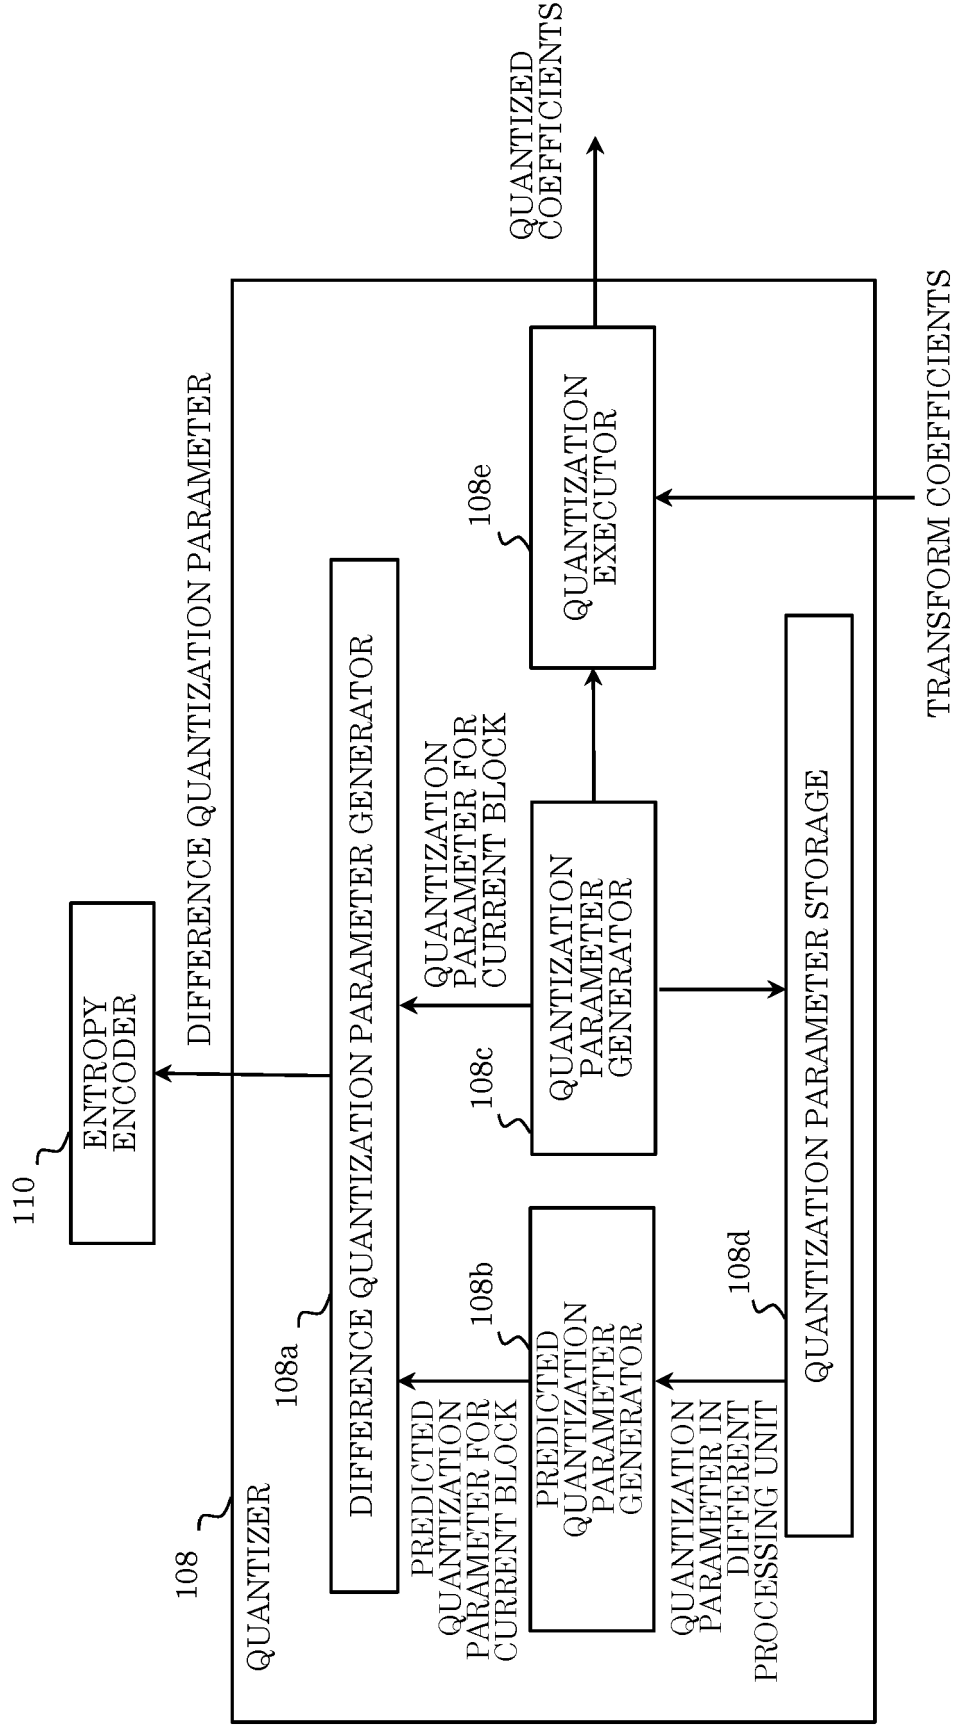 110
ENTROPY
ENCODER
DIFFERENCE QUANTIZATION PARAMETER
108
QUANTIZER
108a
DIFFERENCE QUANTIZATION PARAMETER GENERATOR
PREDICTED
QUANTIZATION
PARAMETER FOR
CURRENT BLOCK
QUANTIZATION
PARAMETER FOR
CURRENT BLOCK
108b
PREDICTED
QUANTIZATION
PARAMETER
GENERATOR
108c
QUANTIZATION
PARAMETER
GENERATOR
108e
QUANTIZATION
EXECUTOR
QUANTIZED
COEFFICIENTS
QUANTIZATION
PARAMETER IN
DIFFERENT
PROCESSING UNIT
108d
QUANTIZATION PARAMETER STORAGE
TRANSFORM COEFFICIENTS